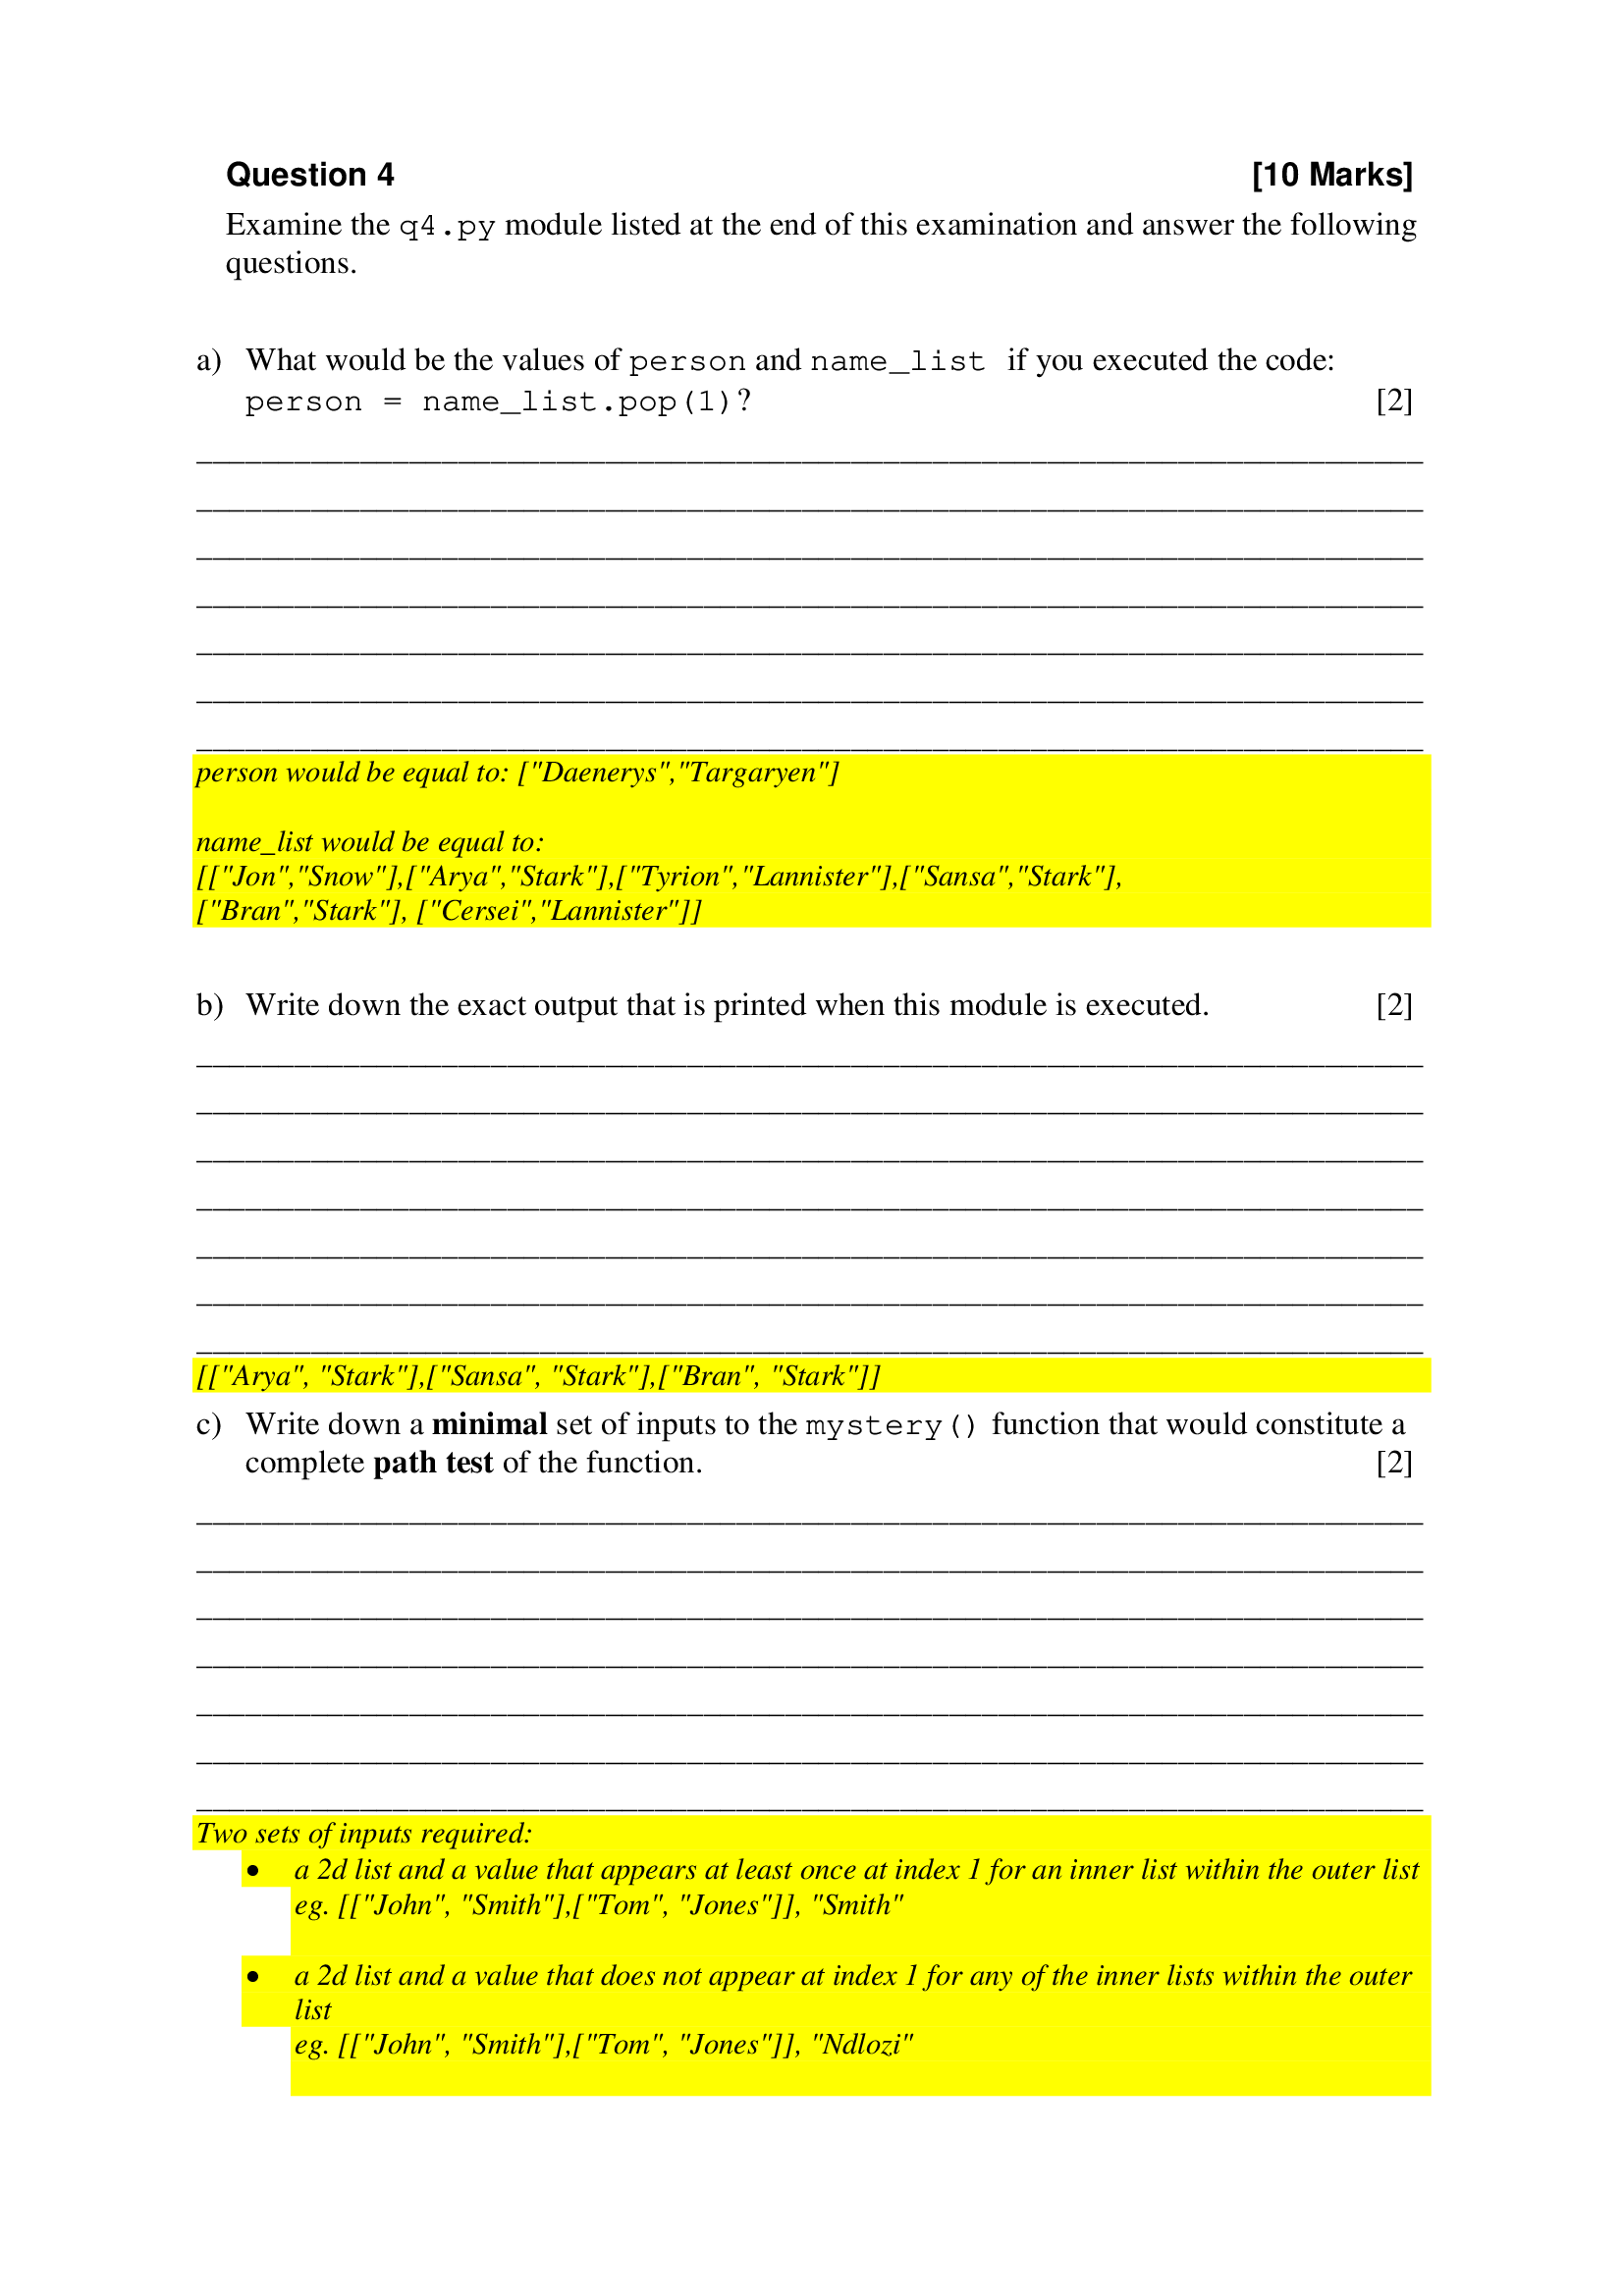 Question 4 [10 Marks]
Examine the q4.py module listed at the end of this examination and answer the following
questions.
a) What would be the values of person and name_list if you executed the code:
person = name_list.pop(1)? [2]
person would be equal to: ["Daenerys","Targaryen"]
name_list would be equal to:
[["Jon","Snow"],["Arya","Stark"],["Tyrion","Lannister"],["Sansa","Stark"],
["Bran","Stark"], ["Cersei","Lannister"]]
b) Write down the exact output that is printed when this module is executed. [2]
[["Arya", "Stark"],["Sansa", "Stark"],["Bran", "Stark"]]
c) Write down a minimal set of inputs to the mystery() function that would constitute a
complete path test of the function. [2]
Two sets of inputs required:
• a 2d list and a value that appears at least once at index 1 for an inner list within the outer list
eg. [["John", "Smith"],["Tom", "Jones"]], "Smith"
• a 2d list and a value that does not appear at index 1 for any of the inner lists within the outer
list
eg. [["John", "Smith"],["Tom", "Jones"]], "Ndlozi"